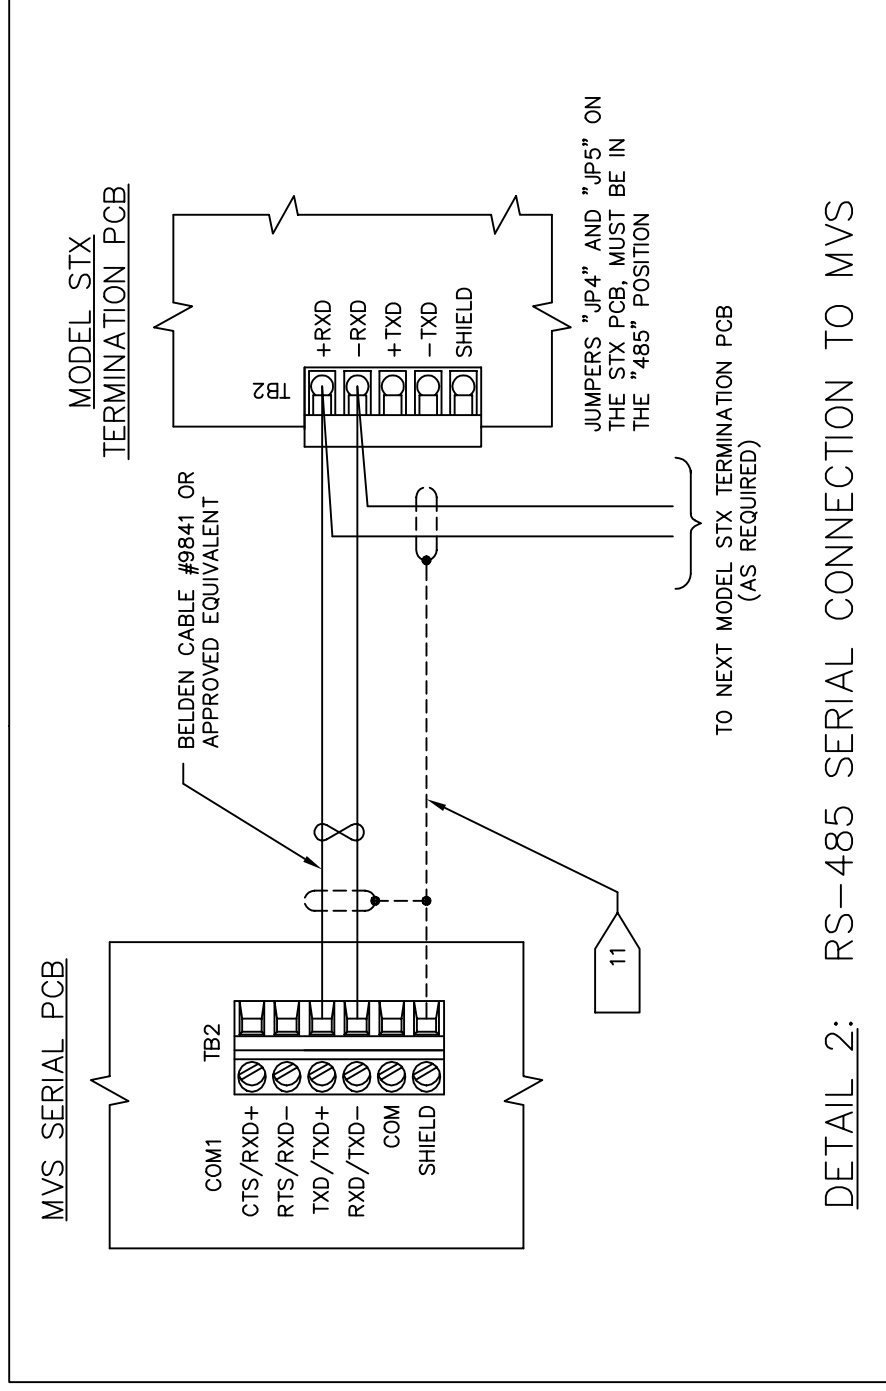 MVS SERIAL PCB
COM1
TB2
CTS/RXD+
RTS/RXD-
TXD/TXD+
RXD/TXD-
COM
SHIELD
BELDEN CABLE #9841 OR
APPROVED EQUIVALENT
11
MODEL STX
TERMINATION PCB
TB2
+RXD
-RXD
+TXD
-TXD
SHIELD
JUMPERS "JP4" AND "JP5" ON
THE STX PCB, MUST BE IN
THE "485" POSITION
TO NEXT MODEL STX TERMINATION PCB
(AS REQUIRED)
DETAIL 2: RS-485 SERIAL CONNECTION TO MVS